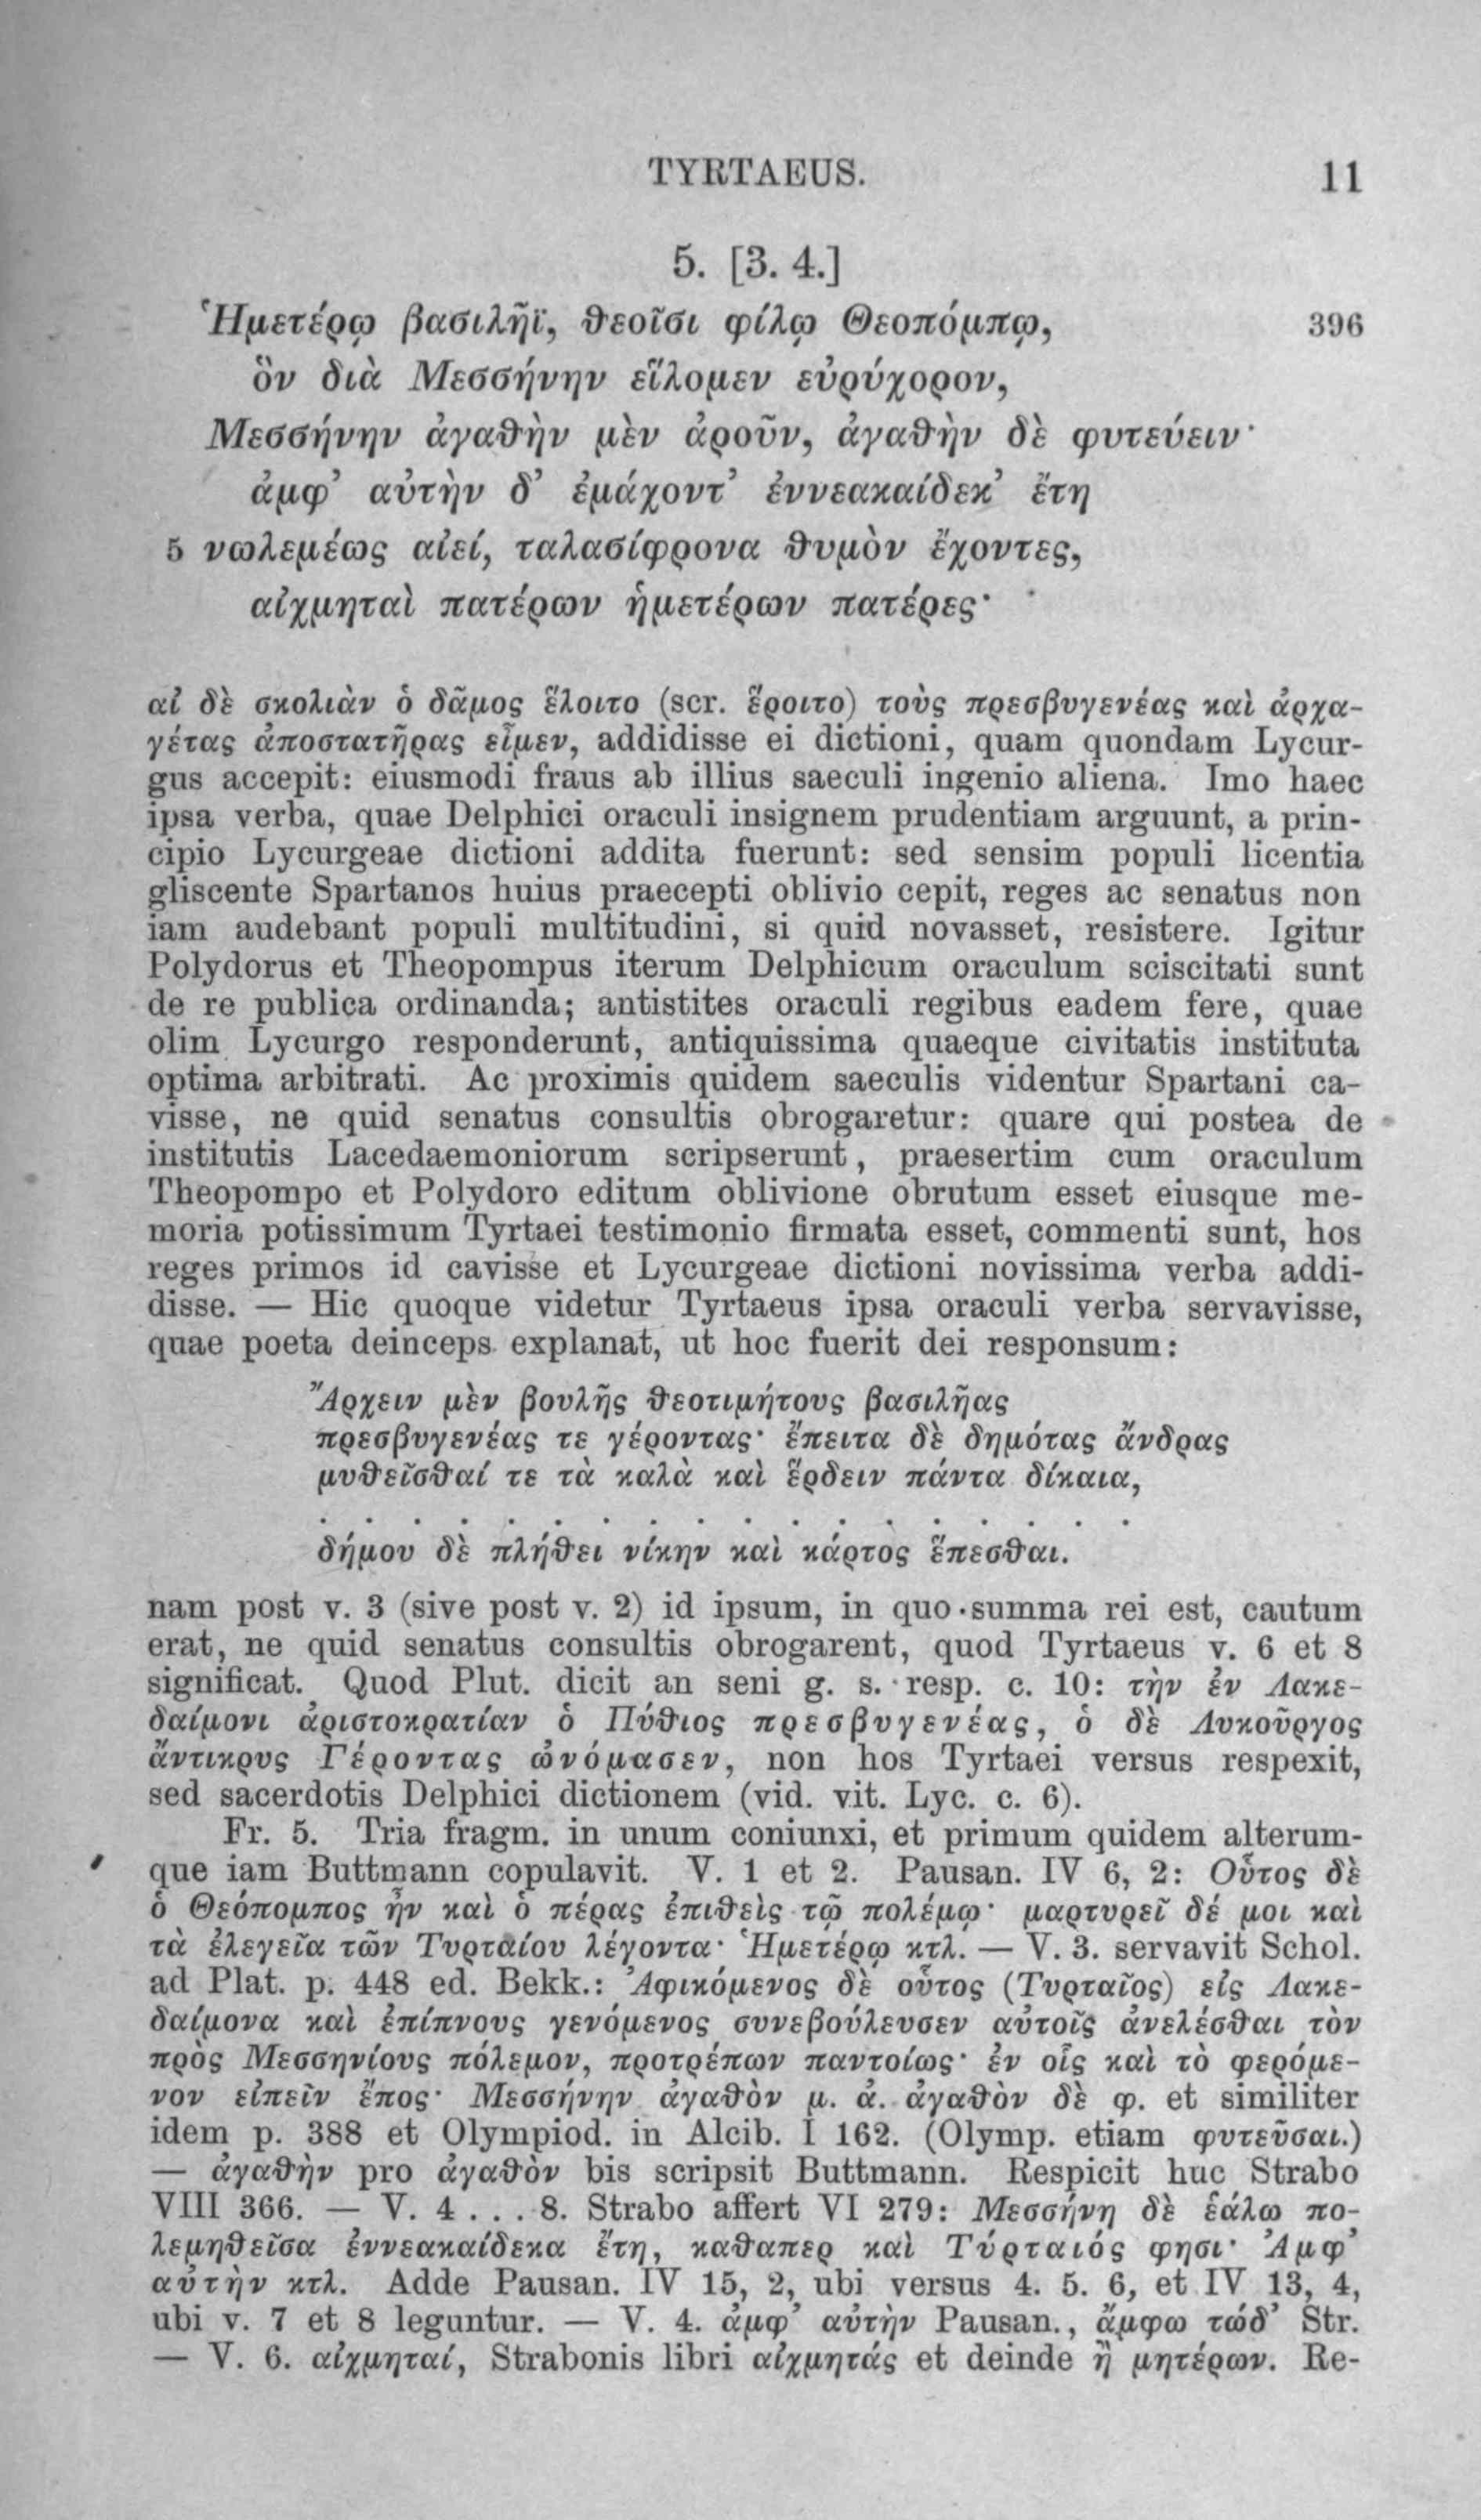 TYRTAEUS. 11
5. [3. 4.]
Ἡμετέρῳ βασιλῆϊ, θεοῖσι φίλῳ Θεοπόμπῳ, 396
ὃν διὰ Μεσσήνην εἵλομεν εὐρύχορον,
Μεσσήνην ἀγαθὴν μὲν ἀροῦν, ἀγαθὴν δὲ φυτεύειν·
ἀμφ’ αὐτὴν δ’ ἐμάχοντ’ ἐννεακαίδεκ’ ἔτη
5 νωλεμέως αἰεί, ταλασίφρονα θυμὸν ἔχοντες,
αἰχμηταὶ πατέρων ἡμετέρων πατέρες·
αἰ δὲ σκολιὰν ὁ δᾶμος ἕλοιτο (scr. ἔροιτο) τοὺς πρεσβυγενέας καὶ ἀρχα-
γέτας ἀποστατῆρας εἶμεν, addidisse ei dictioni, quam quondam Lycur-
gus accepit: eiusmodi fraus ab illius saeculi ingenio aliena. Imo haec
ipsa verba, quae Delphici oraculi insignem prudentiam arguunt, a prin-
cipio Lycurgeae dictioni addita fuerunt: sed sensim populi licentia
gliscente Spartanos huius praecepti oblivio cepit, reges ac senatus non
iam audebant populi multitudini, si quid novasset, resistere. Igitur
Polydorus et Theopompus iterum Delphicum oraculum sciscitati sunt
de re publica ordinanda; antistites oraculi regibus eadem fere, quae
olim Lycurgo responderunt, antiquissima quaeque civitatis instituta
optima arbitrati. Ac proximis quidem saeculis videntur Spartani ca-
visse, ne quid senatus consultis obrogaretur: quare qui postea de
institutis Lacedaemoniorum scripserunt, praesertim cum oraculum
Theopompo et Polydoro editum oblivione obrutum esset eiusque me-
moria potissimum Tyrtaei testimonio firmata esset, commenti sunt, hos
reges primos id cavisse et Lycurgeae dictioni novissima verba addi-
disse. — Hic quoque videtur Tyrtaeus ipsa oraculi verba servavisse,
quae poeta deinceps explanat, ut hoc fuerit dei responsum:
Ἄρχειν μὲν βουλῆς θεοτιμήτους βασιλῆας
πρεσβυγενέας τε γέροντας· ἔπειτα δὲ δημότας ἄνδρας
μυθεῖσθαί τε τὰ καλὰ καὶ ἔρδειν πάντα δίκαια,
. . . . . . . . . . . . . . . . . .
δήμου δὲ πλήθει νίκην καὶ κάρτος ἕπεσθαι.
nam post v. 3 (sive post v. 2) id ipsum, in quo summa rei est, cautum
erat, ne quid senatus consultis obrogarent, quod Tyrtaeus v. 6 et 8
significat. Quod Plut. dicit an seni g. s. resp. c. 10: τὴν ἐν Λακε-
δαίμονι ἀριστοκρατίαν ὁ Πύθιος πρεσβυγενέας, ὁ δὲ Λυκοῦργος
ἄντικρυς Γέροντας ὠνόμασεν, non hos Tyrtaei versus respexit,
sed sacerdotis Delphici dictionem (vid. vit. Lyc. c. 6).
Fr. 5. Tria fragm. in unum coniunxi, et primum quidem alterum-
que iam Buttmann copulavit. V. 1 et 2. Pausan. IV 6, 2: Οὗτος δὲ
ὁ Θεόπομπος ἦν καὶ ὁ πέρας ἐπιθεὶς τῷ πολέμῳ· μαρτυρεῖ δέ μοι καὶ
τὰ ἐλεγεῖα τῶν Τυρταίου λέγοντα· Ἡμετέρῳ κτλ. — V. 3. servavit Schol.
ad Plat. p. 448 ed. Bekk.: Ἀφικόμενος δὲ οὗτος (Τυρταῖος) εἰς Λακε-
δαίμονα καὶ ἐπίπνους γενόμενος συνεβούλευσεν αὐτοῖς ἀνελέσθαι τὸν
πρὸς Μεσσηνίους πόλεμον, προτρέπων παντοίως· ἐν οἷς καὶ τὸ φερόμε-
νον εἰπεῖν ἔπος· Μεσσήνην ἀγαθὸν μ. ἀ. ἀγαθὸν δὲ φ. et similiter
idem p. 388 et Olympiod. in Alcib. I 162. (Olymp. etiam φυτεῦσαι.)
— ἀγαθὴν pro ἀγαθὸν bis scripsit Buttmann. Respicit huc Strabo
VIII 366. — V. 4 . . . 8. Strabo affert VI 279: Μεσσήνη δὲ ἑάλω πο-
λεμηθεῖσα ἐννεακαίδεκα ἔτη, καθαπερ καὶ Τύρταιός φησι· Ἀμφ’
αὐτὴν κτλ. Adde Pausan. IV 15, 2, ubi versus 4. 5. 6, et IV 13, 4,
ubi v. 7 et 8 leguntur. — V. 4. ἀμφ’ αὐτὴν Pausan., ἄμφω τώδ’ Str.
— V. 6. αἰχμηταί, Strabonis libri αἰχμητάς et deinde ἢ μητέρων. Re-